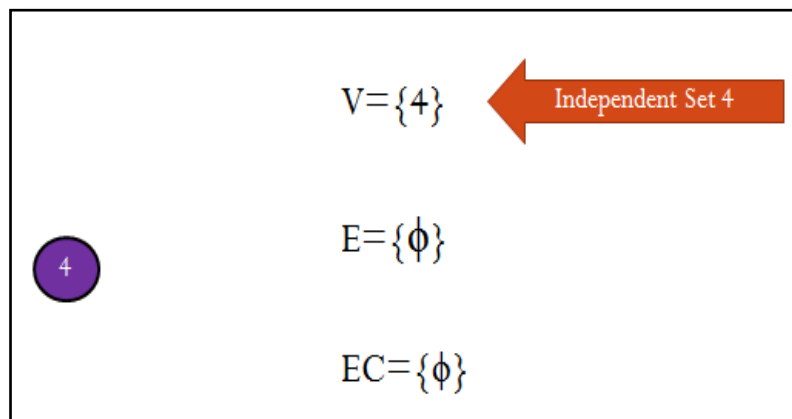 V={4}
Independent Set 4
E={ϕ}
4
EC={ϕ}